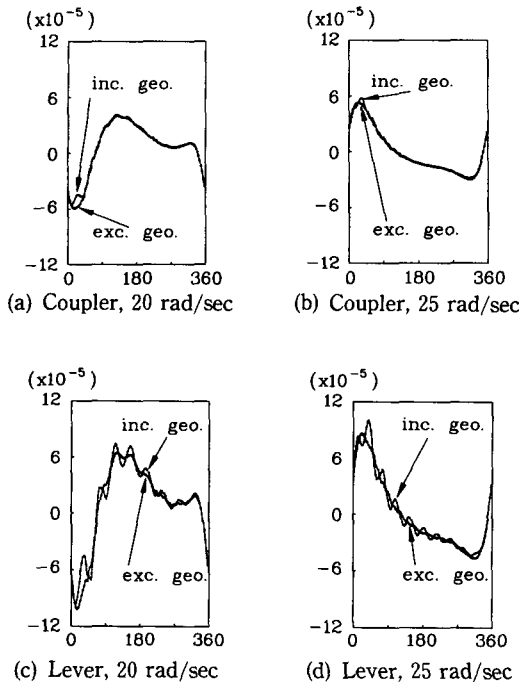 (x10⁻⁵)
12
inc. geo.
6
0
−6
exc. geo.
−12
0 180 360
(a) Coupler, 20 rad/sec
(x10⁻⁵)
12
inc. geo.
6
0
−6
exc. geo.
−12
0 180 360
(b) Coupler, 25 rad/sec
(x10⁻⁵)
12
inc. geo.
6
0
−6
exc. geo.
−12
0 180 360
(c) Lever, 20 rad/sec
(x10⁻⁵)
12
inc. geo.
6
0
−6
exc. geo.
−12
0 180 360
(d) Lever, 25 rad/sec